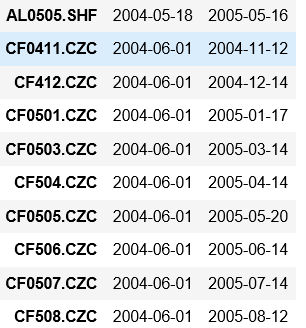 AL0505.SHF 2004-05-18 2005-05-16
CF0411.CZC 2004-06-01 2004-11-12
CF412.CZC 2004-06-01 2004-12-14
CF0501.CZC 2004-06-01 2005-01-17
CF0503.CZC 2004-06-01 2005-03-14
CF504.CZC 2004-06-01 2005-04-14
CF0505.CZC 2004-06-01 2005-05-20
CF506.CZC 2004-06-01 2005-06-14
CF0507.CZC 2004-06-01 2005-07-14
CF508.CZC 2004-06-01 2005-08-12